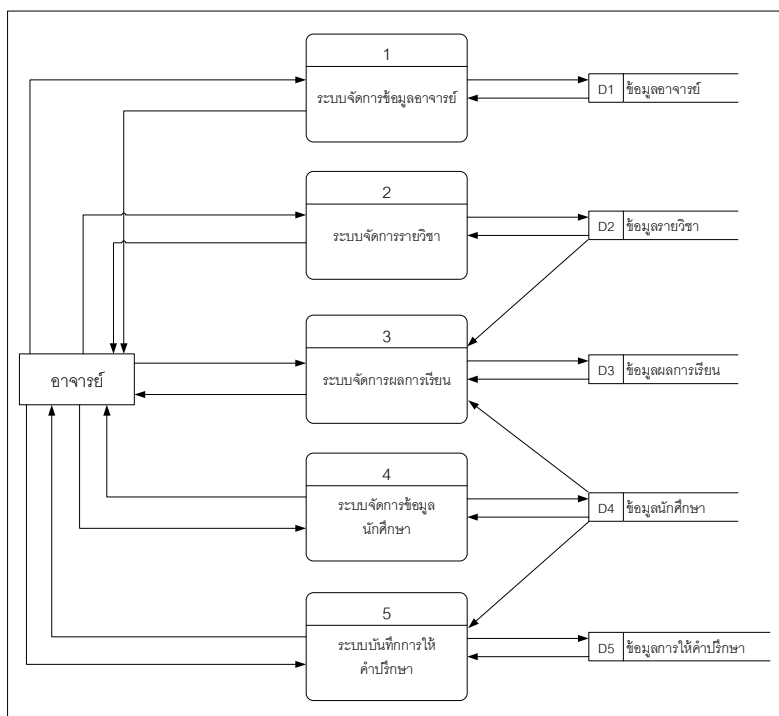 1
ระบบจัดการข้อมูลอาจารย์
D1 ข้อมูลอาจารย์
2
ระบบจัดการรายวิชา
D2 ข้อมูลรายวิชา
3
ระบบจัดการผลการเรียน
D3 ข้อมูลผลการเรียน
อาจารย์
4
ระบบจัดการข้อมูล
นักศึกษา
D4 ข้อมูลนักศึกษา
5
ระบบบันทึกการให้
คำปรึกษา
D5 ข้อมูลการให้คำปรึกษา